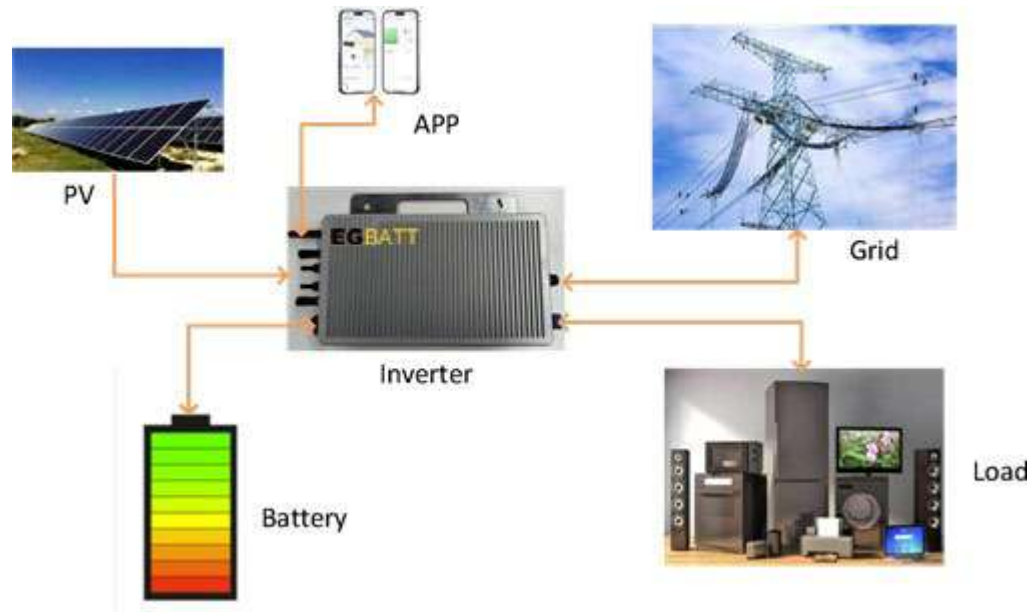 APP
PV
EGBATT
Grid
Inverter
Battery
Load